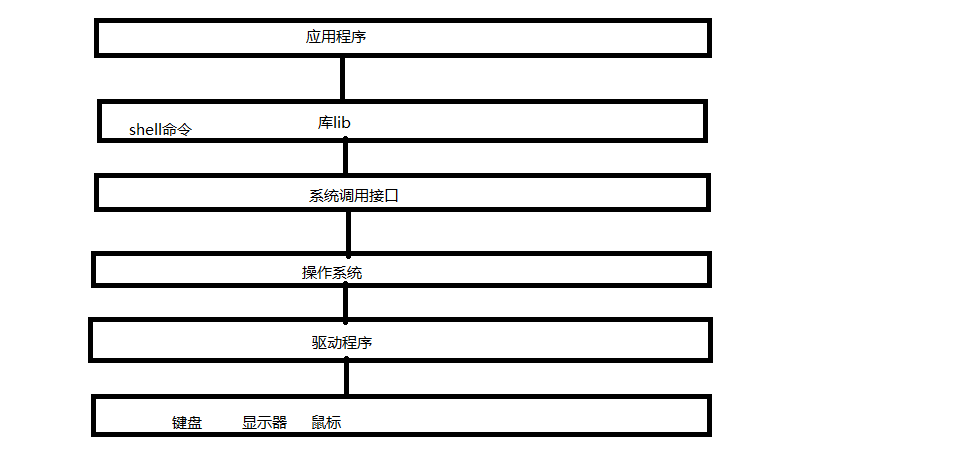 应用程序
shell命令 库lib
系统调用接口
操作系统
驱动程序
键盘 显示器 鼠标